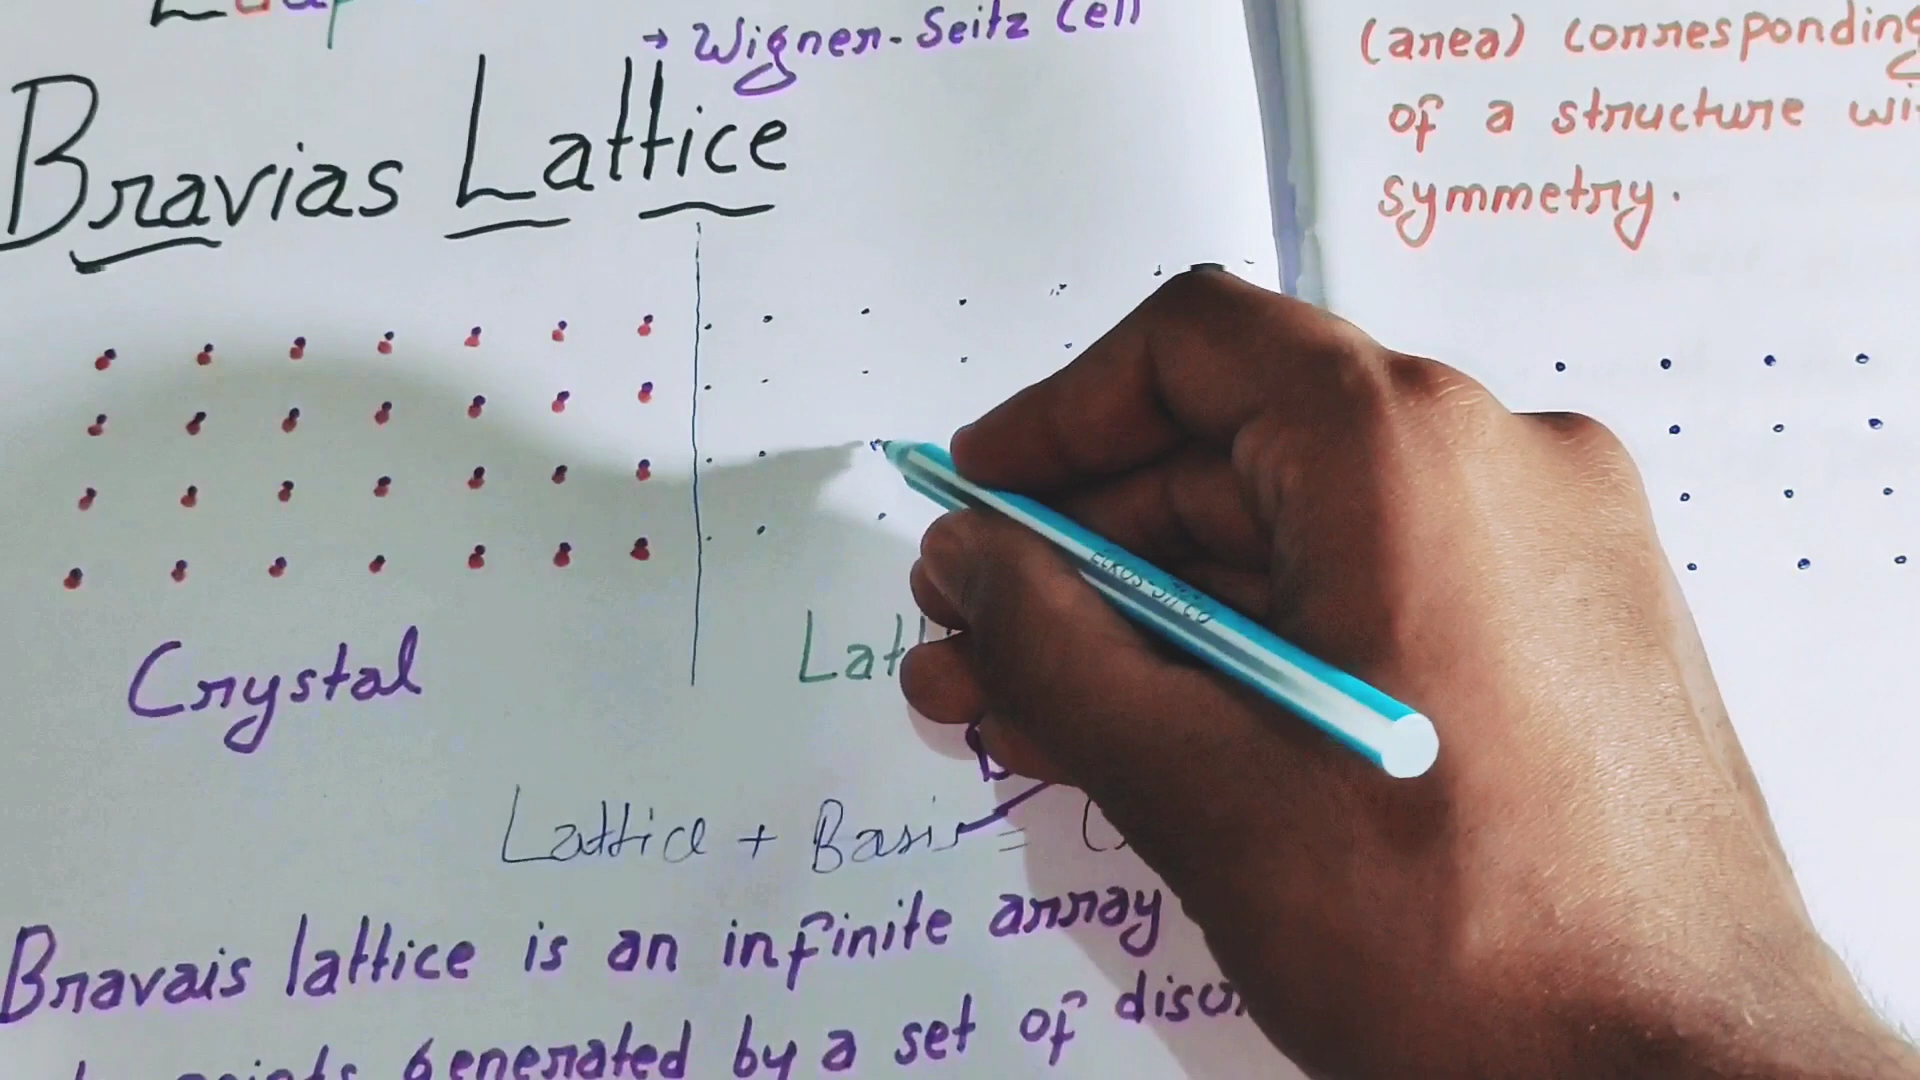 → Wigner-Seitz Cell
Bravias Lattice
Crystal
Lattice + Basis =
Bravais lattice is an infinite array
points generated by a set of
(area) corresponding
of a structure
symmetry.